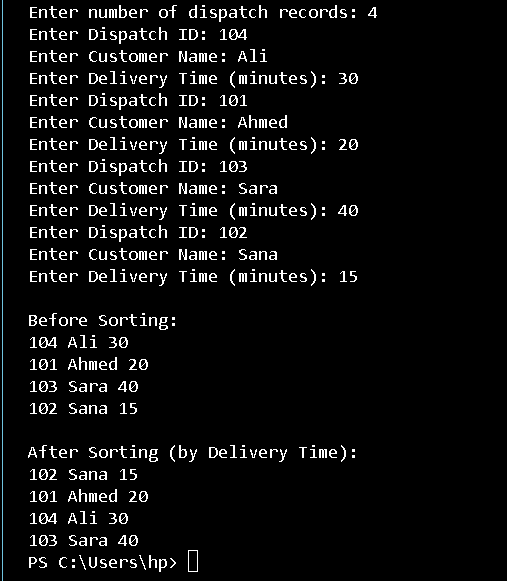 Enter number of dispatch records: 4
Enter Dispatch ID: 104
Enter Customer Name: Ali
Enter Delivery Time (minutes): 30
Enter Dispatch ID: 101
Enter Customer Name: Ahmed
Enter Delivery Time (minutes): 20
Enter Dispatch ID: 103
Enter Customer Name: Sara
Enter Delivery Time (minutes): 40
Enter Dispatch ID: 102
Enter Customer Name: Sana
Enter Delivery Time (minutes): 15

Before Sorting:
104 Ali 30
101 Ahmed 20
103 Sara 40
102 Sana 15

After Sorting (by Delivery Time):
102 Sana 15
101 Ahmed 20
104 Ali 30
103 Sara 40
PS C:\Users\hp>